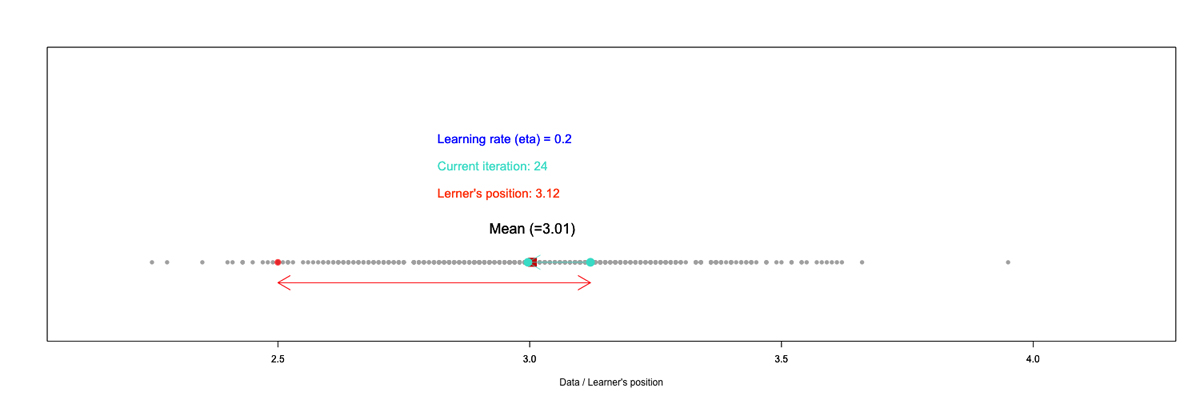 Learning rate (eta) = 0.2
Current iteration: 24
Lerner's position: 3.12
Mean (=3.01)
2.5 3.0 3.5 4.0
Data / Learner's position